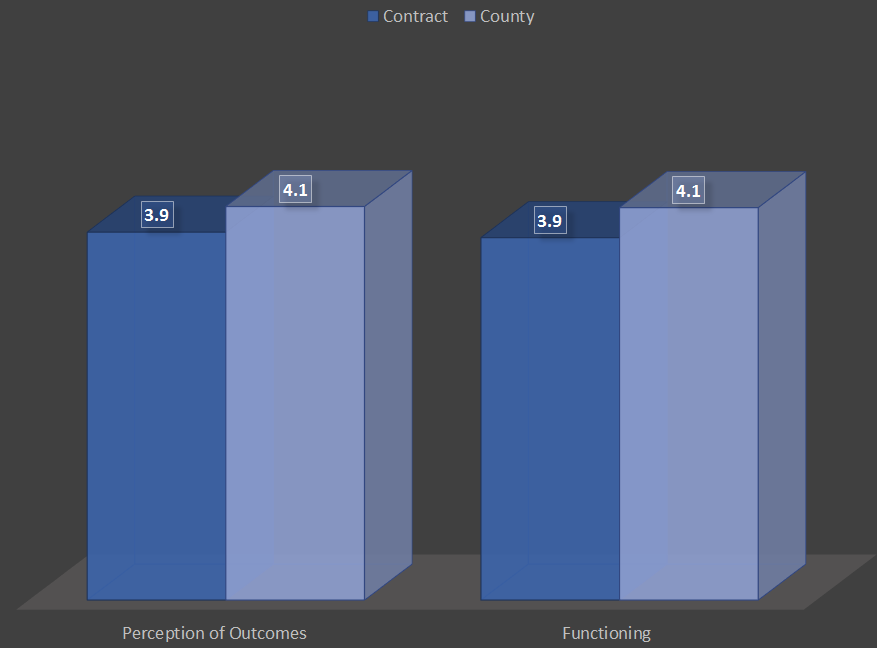 Contract County
3.9 4.1 3.9 4.1
Perception of Outcomes Functioning